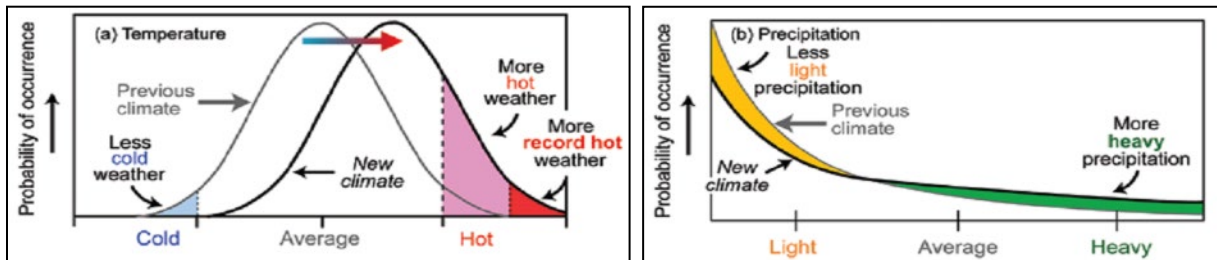 (a) Temperature
Probability of occurrence
Previous
climate
Less
cold
weather
New
climate
More
hot
weather
More
record hot
weather
Cold
Average
Hot
(b) Precipitation
Probability of occurrence
Less
light
precipitation
Previous
climate
New
climate
More
heavy
precipitation
Light
Average
Heavy